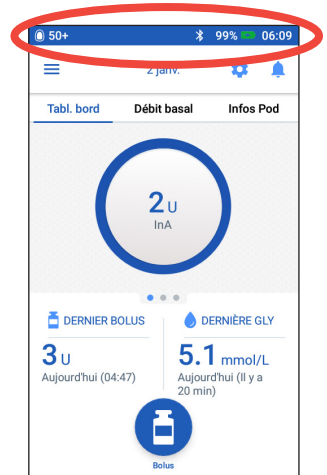 50+ 99% 06:09
2 janv.
Tabl. bord Débit basal Infos Pod
2 U
InA
DERNIER BOLUS DERNIÈRE GLY
3 U 5.1 mmol/L
Aujourd'hui (04:47) Aujourd'hui (Il y a
20 min)
Bolus